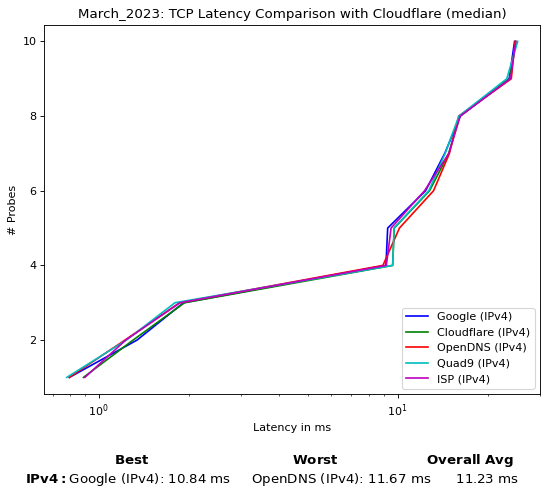 March_2023: TCP Latency Comparison with Cloudflare (median)
10
8
6
4
2
# Probes
Google (IPv4)
Cloudflare (IPv4)
OpenDNS (IPv4)
Quad9 (IPv4)
ISP (IPv4)
10⁰ 10¹
Latency in ms
Best Worst Overall Avg
IPv4: Google (IPv4): 10.84 ms OpenDNS (IPv4): 11.67 ms 11.23 ms